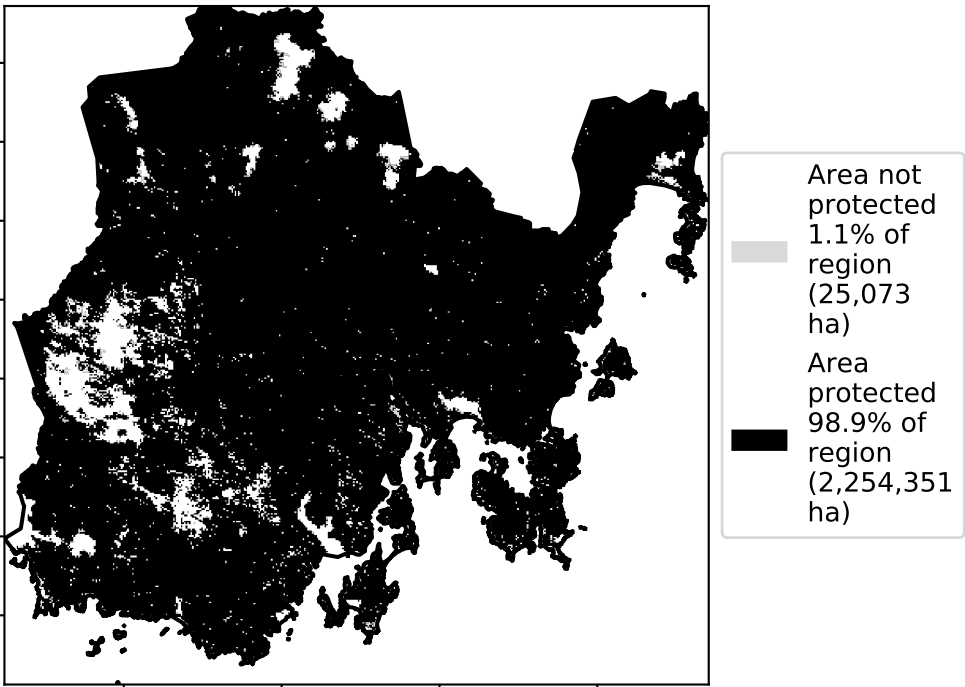 Area not
protected
1.1% of
region
(25,073
ha)
Area
protected
98.9% of
region
(2,254,351
ha)